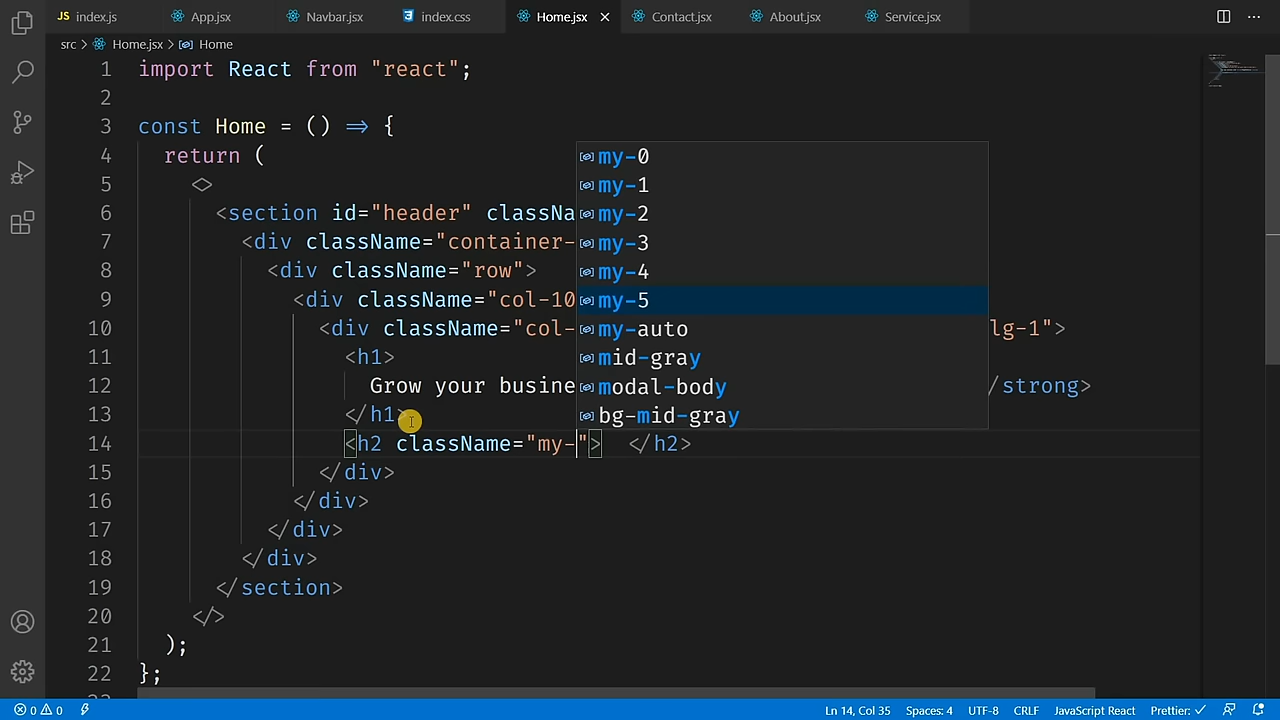 JS index.js App.jsx Navbar.jsx index.css Home.jsx Contact.jsx About.jsx Service.jsx
src > Home.jsx > Home
1 import React from "react";
2
3 const Home = () => {
4 return (
5 <>
6 <section id="header" classNa
7 <div className="container-
8 <div className="row">
9 <div className="col-10
10 <div className="col- lg-1">
11 <h1>
12 Grow your busine </strong>
13 </h1>
14 <h2 className="my-"> </h2>
15 </div>
16 </div>
17 </div>
18 </div>
19 </section>
20 </>
21 );
22 };
my-0
my-1
my-2
my-3
my-4
my-5
my-auto
mid-gray
modal-body
bg-mid-gray
0 0 Ln 14, Col 35 Spaces: 4 UTF-8 CRLF JavaScript React Prettier: ✓